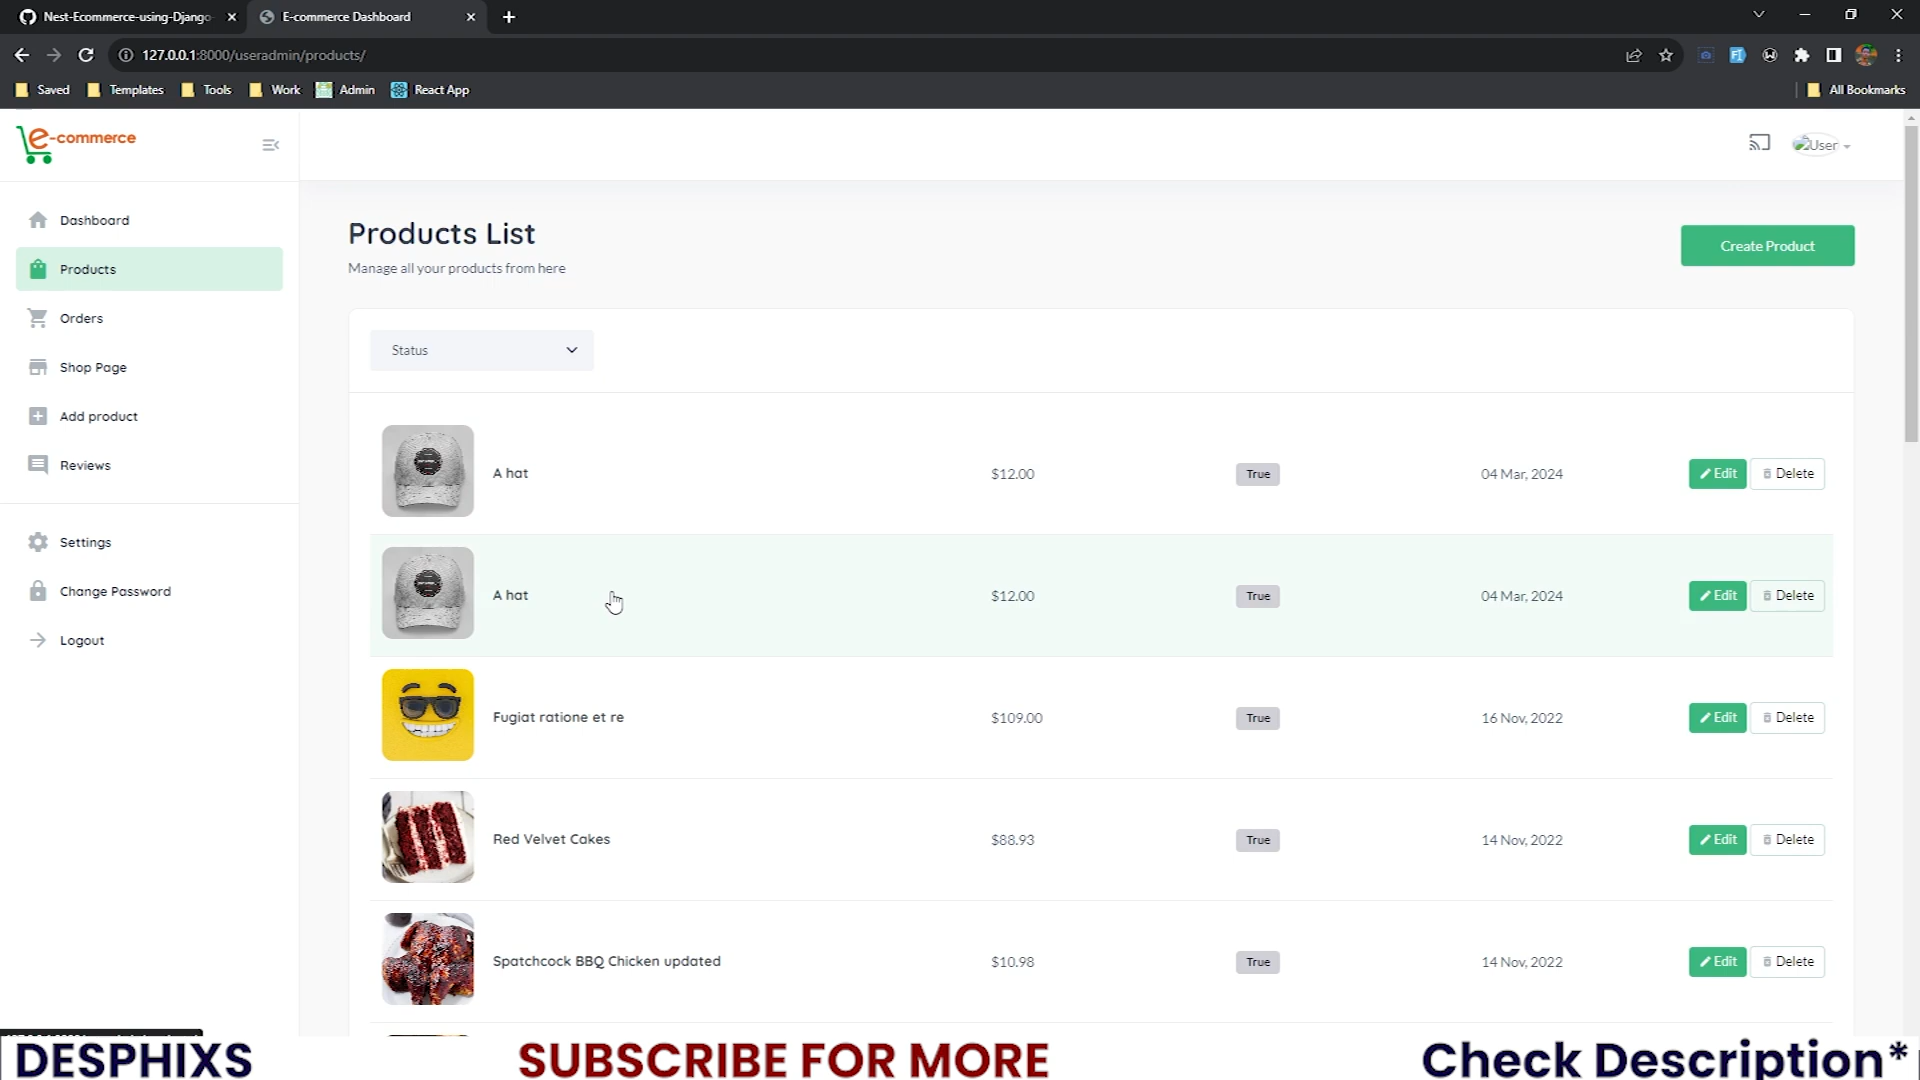 Nest-Ecommerce-using-Django-
E-commerce Dashboard
127.0.0.1:8000/useradmin/products/
Saved
Templates
Tools
Work
Admin
React App
All Bookmarks
e-commerce
User
Dashboard
Products
Orders
Shop Page
Add product
Reviews
Settings
Change Password
Logout
Products List
Manage all your products from here
Create Product
Status
A hat $12.00 True 04 Mar, 2024 Edit Delete
A hat $12.00 True 04 Mar, 2024 Edit Delete
Fugiat ratione et re $109.00 True 16 Nov, 2022 Edit Delete
Red Velvet Cakes $88.93 True 14 Nov, 2022 Edit Delete
Spatchcock BBQ Chicken updated $10.98 True 14 Nov, 2022 Edit Delete
DESPHIXS
SUBSCRIBE FOR MORE
Check Description*